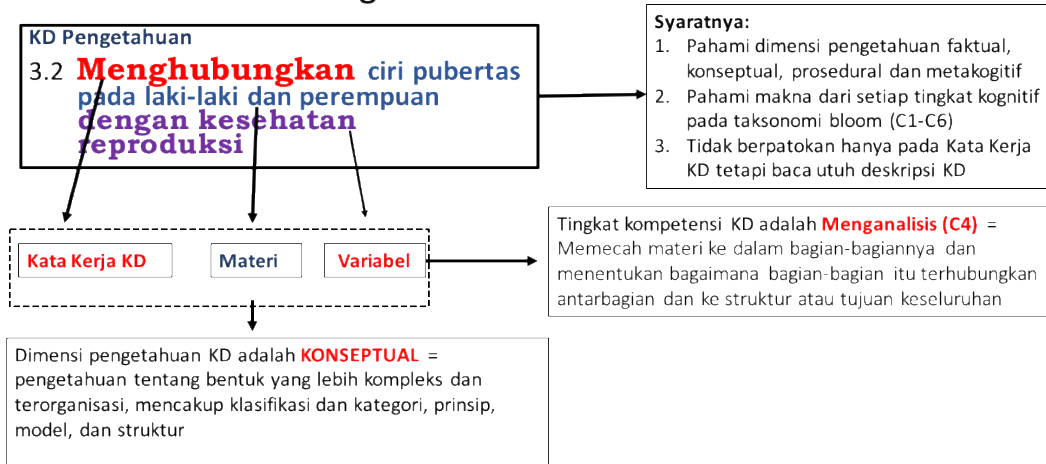 KD Pengetahuan
3.2 Menghubungkan ciri pubertas
pada laki-laki dan perempuan
dengan kesehatan
reproduksi
Syaratnya:
1. Pahami dimensi pengetahuan faktual,
konseptual, prosedural dan metakogitif
2. Pahami makna dari setiap tingkat kognitif
pada taksonomi bloom (C1-C6)
3. Tidak berpatokan hanya pada Kata Kerja
KD tetapi baca utuh deskripsi KD
Kata Kerja KD
Materi
Variabel
Tingkat kompetensi KD adalah Menganalisis (C4) =
Memecah materi ke dalam bagian-bagiannya dan
menentukan bagaimana bagian-bagian itu terhubungkan
antarbagian dan ke struktur atau tujuan keseluruhan
Dimensi pengetahuan KD adalah KONSEPTUAL =
pengetahuan tentang bentuk yang lebih kompleks dan
terorganisasi, mencakup klasifikasi dan kategori, prinsip,
model, dan struktur